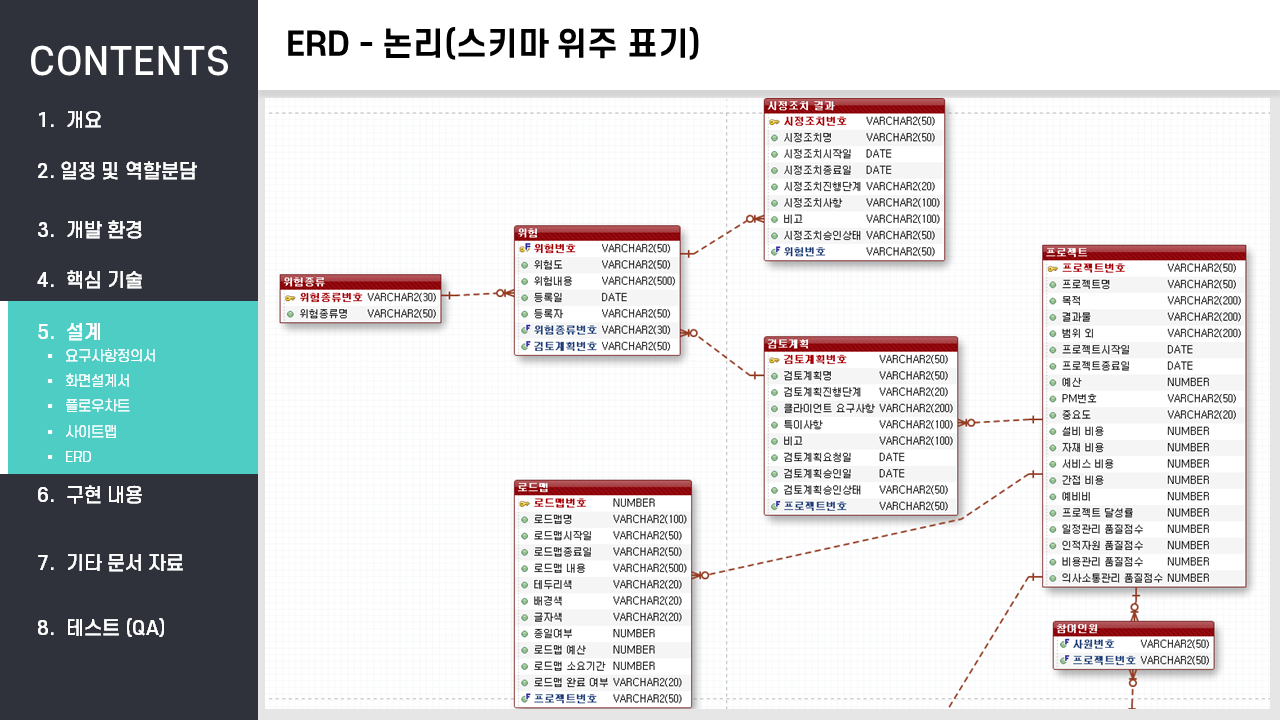 CONTENTS
1. 개요
2. 일정 및 역할분담
3. 개발 환경
4. 핵심 기술
5. 설계
▪ 요구사항정의서
▪ 화면설계서
▪ 플로우차트
▪ 사이트맵
▪ ERD
6. 구현 내용
7. 기타 문서 자료
8. 테스트 (QA)
ERD - 논리(스키마 위주 표기)
위험종류
위험종류번호 VARCHAR2(30)
위험종류명 VARCHAR2(50)
위험
위험번호 VARCHAR2(50)
위험도 VARCHAR2(50)
위험내용 VARCHAR2(500)
등록일 DATE
등록자 VARCHAR2(50)
위험종류번호 VARCHAR2(30)
검토계획번호 VARCHAR2(50)
시정조치 결과
시정조치번호 VARCHAR2(50)
시정조치명 VARCHAR2(50)
시정조치시작일 DATE
시정조치종료일 DATE
시정조치진행단계 VARCHAR2(20)
시정조치사항 VARCHAR2(100)
비고 VARCHAR2(100)
시정조치승인상태 VARCHAR2(50)
위험번호 VARCHAR2(50)
검토계획
검토계획번호 VARCHAR2(50)
검토계획명 VARCHAR2(50)
검토계획진행단계 VARCHAR2(20)
클라이언트 요구사항 VARCHAR2(200)
특이사항 VARCHAR2(100)
비고 VARCHAR2(100)
검토계획요청일 DATE
검토계획승인일 DATE
검토계획승인상태 VARCHAR2(50)
프로젝트번호 VARCHAR2(50)
로드맵
로드맵번호 NUMBER
로드맵명 VARCHAR2(100)
로드맵시작일 VARCHAR2(50)
로드맵종료일 VARCHAR2(50)
로드맵 내용 VARCHAR2(500)
테두리색 VARCHAR2(20)
배경색 VARCHAR2(20)
글자색 VARCHAR2(20)
종일여부 NUMBER
로드맵 예산 NUMBER
로드맵 소요기간 NUMBER
로드맵 완료 여부 VARCHAR2(20)
프로젝트번호 VARCHAR2(50)
프로젝트
프로젝트번호 VARCHAR2(50)
프로젝트명 VARCHAR2(50)
목적 VARCHAR2(200)
결과물 VARCHAR2(200)
범위 외 VARCHAR2(200)
프로젝트시작일 DATE
프로젝트종료일 DATE
예산 NUMBER
PM번호 VARCHAR2(50)
중요도 VARCHAR2(20)
설비 비용 NUMBER
자재 비용 NUMBER
서비스 비용 NUMBER
간접 비용 NUMBER
예비비 NUMBER
프로젝트 달성률 NUMBER
일정관리 품질점수 NUMBER
인적자원 품질점수 NUMBER
비용관리 품질점수 NUMBER
의사소통관리 품질점수 NUMBER
참여인원
사원번호 VARCHAR2(50)
프로젝트번호 VARCHAR2(50)